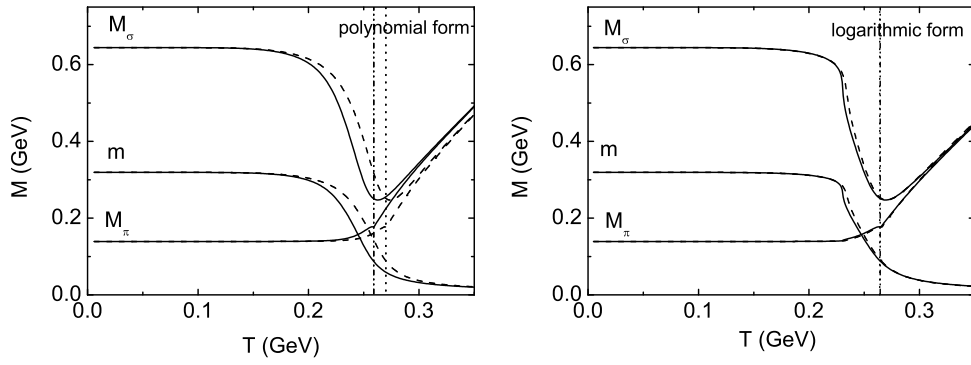 polynomial form
M_σ
m
M_π
M (GeV)
0.6
0.4
0.2
0.0
0.0 0.1 0.2 0.3
T (GeV)
logarithmic form
M_σ
m
M_π
M (GeV)
0.6
0.4
0.2
0.0
0.0 0.1 0.2 0.3
T (GeV)